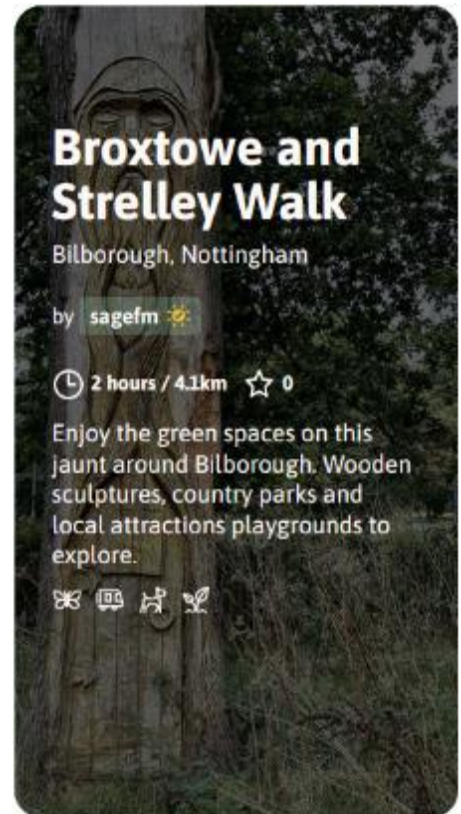 Broxtowe and
Strelley Walk
Bilborough, Nottingham
by sagefm
2 hours / 4.1km 0
Enjoy the green spaces on this
jaunt around Bilborough. Wooden
sculptures, country parks and
local attractions playgrounds to
explore.